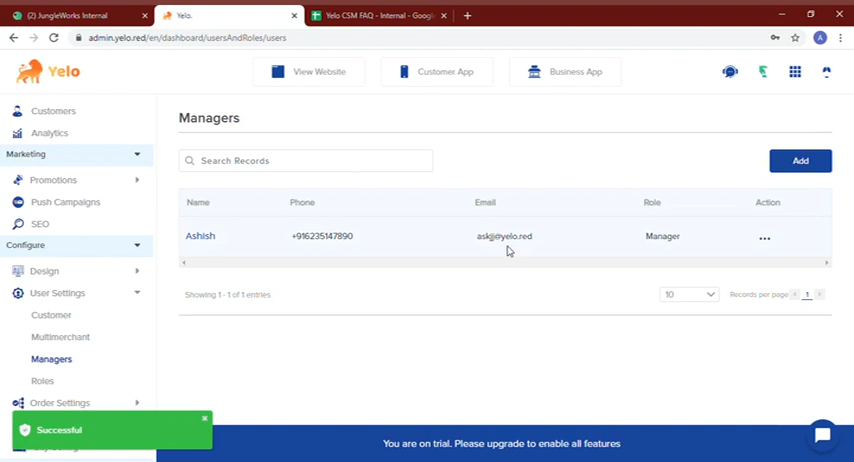 (2) JungleWorks Internal
Yelo.
Yelo CSM FAQ - Internal - Google
admin.yelo.red/en/dashboard/usersAndRoles/users
A
Yelo
View Website
Customer App
Business App
Customers
Analytics
Marketing
Promotions
Push Campaigns
SEO
Configure
Design
User Settings
Customer
Multimerchant
Managers
Roles
Order Settings
Managers
Search Records
Add
Name Phone Email Role Action
Ashish +916235147890 askjj@yelo.red Manager
Showing 1 - 1 of 1 entries
10
Records per page
1
Successful
You are on trial. Please upgrade to enable all features